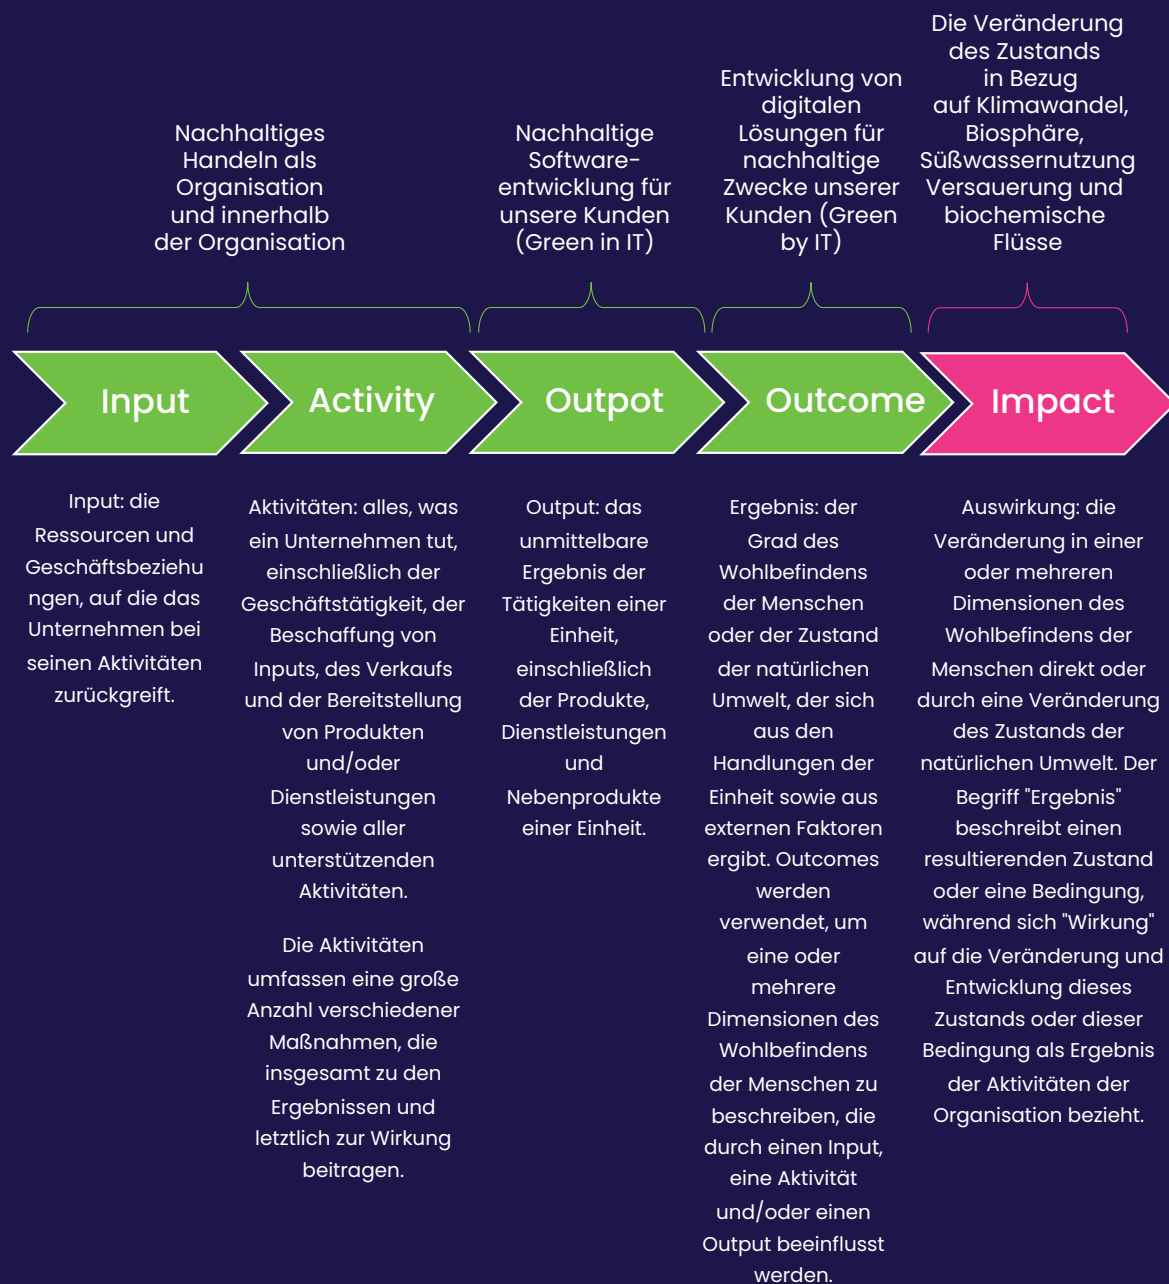 Nachhaltiges
Handeln als
Organisation
und innerhalb
der Organisation
Nachhaltige
Software-
entwicklung für
unsere Kunden
(Green in IT)
Entwicklung von
digitalen
Lösungen für
nachhaltige
Zwecke unserer
Kunden (Green
by IT)
Die Veränderung
des Zustands
in Bezug
auf Klimawandel,
Biosphäre,
Süßwassernutzung
Versauerung und
biochemische
Flüsse
Input
Activity
Outpot
Outcome
Impact
Input: die
Ressourcen und
Geschäftsbeziehu
ngen, auf die das
Unternehmen bei
seinen Aktivitäten
zurückgreift.
Aktivitäten: alles, was
ein Unternehmen tut,
einschließlich der
Geschäftstätigkeit, der
Beschaffung von
Inputs, des Verkaufs
und der Bereitstellung
von Produkten
und/oder
Dienstleistungen
sowie aller
unterstützenden
Aktivitäten.
Die Aktivitäten
umfassen eine große
Anzahl verschiedener
Maßnahmen, die
insgesamt zu den
Ergebnissen und
letztlich zur Wirkung
beitragen.
Output: das
unmittelbare
Ergebnis der
Tätigkeiten einer
Einheit,
einschließlich
der Produkte,
Dienstleistungen
und
Nebenprodukte
einer Einheit.
Ergebnis: der
Grad des
Wohlbefindens
der Menschen
oder der Zustand
der natürlichen
Umwelt, der sich
aus den
Handlungen der
Einheit sowie aus
externen Faktoren
ergibt. Outcomes
werden
verwendet, um
eine oder
mehrere
Dimensionen des
Wohlbefindens
der Menschen zu
beschreiben, die
durch einen Input,
eine Aktivität
und/oder einen
Output beeinflusst
werden.
Auswirkung: die
Veränderung in einer
oder mehreren
Dimensionen des
Wohlbefindens der
Menschen direkt oder
durch eine Veränderung
des Zustands der
natürlichen Umwelt. Der
Begriff "Ergebnis"
beschreibt einen
resultierenden Zustand
oder eine Bedingung,
während sich "Wirkung"
auf die Veränderung und
Entwicklung dieses
Zustands oder dieser
Bedingung als Ergebnis
der Aktivitäten der
Organisation bezieht.